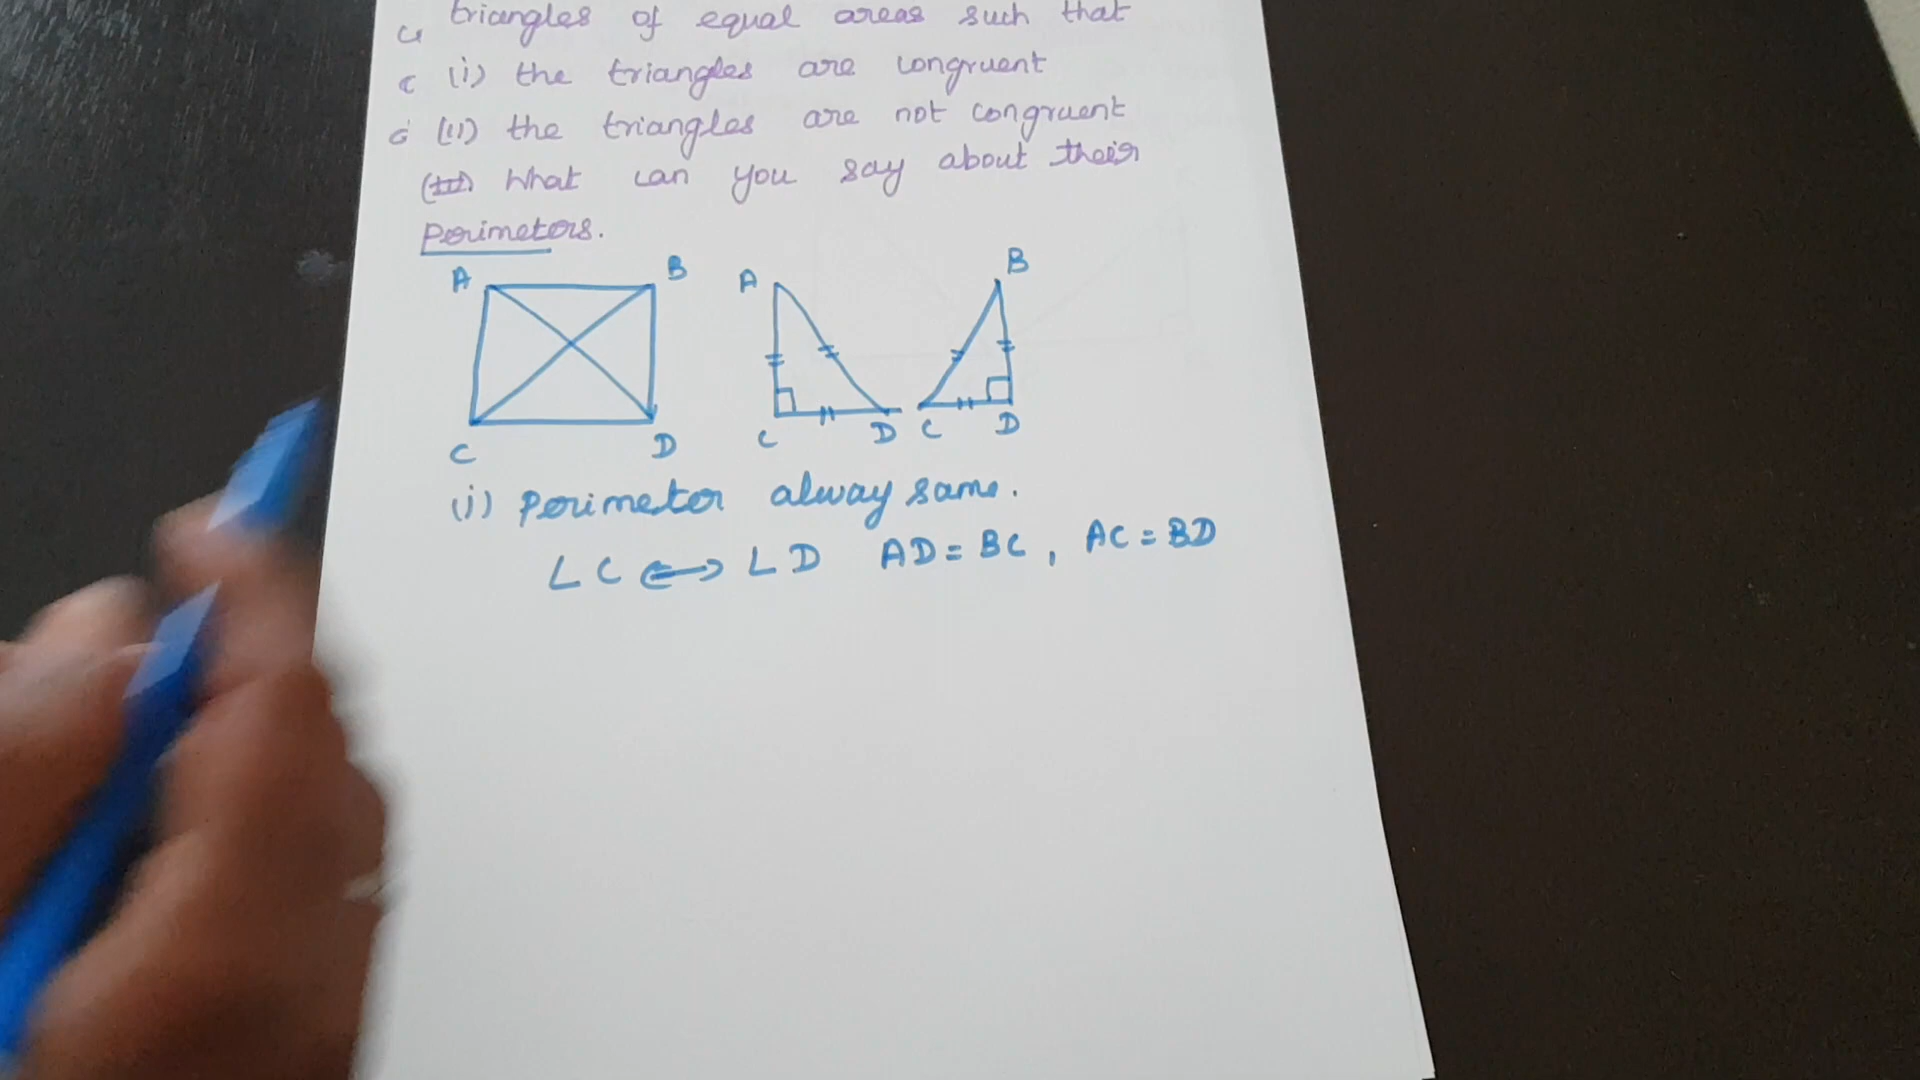 triangles of equal areas such that
(i) the triangles are congruent
(ii) the triangles are not congruent
(iii) What can you say about their
Perimeters.
A B A B
C D C D C D
(i) Perimeter alway same.
∠C ⟷ ∠D AD = BC, AC = BD